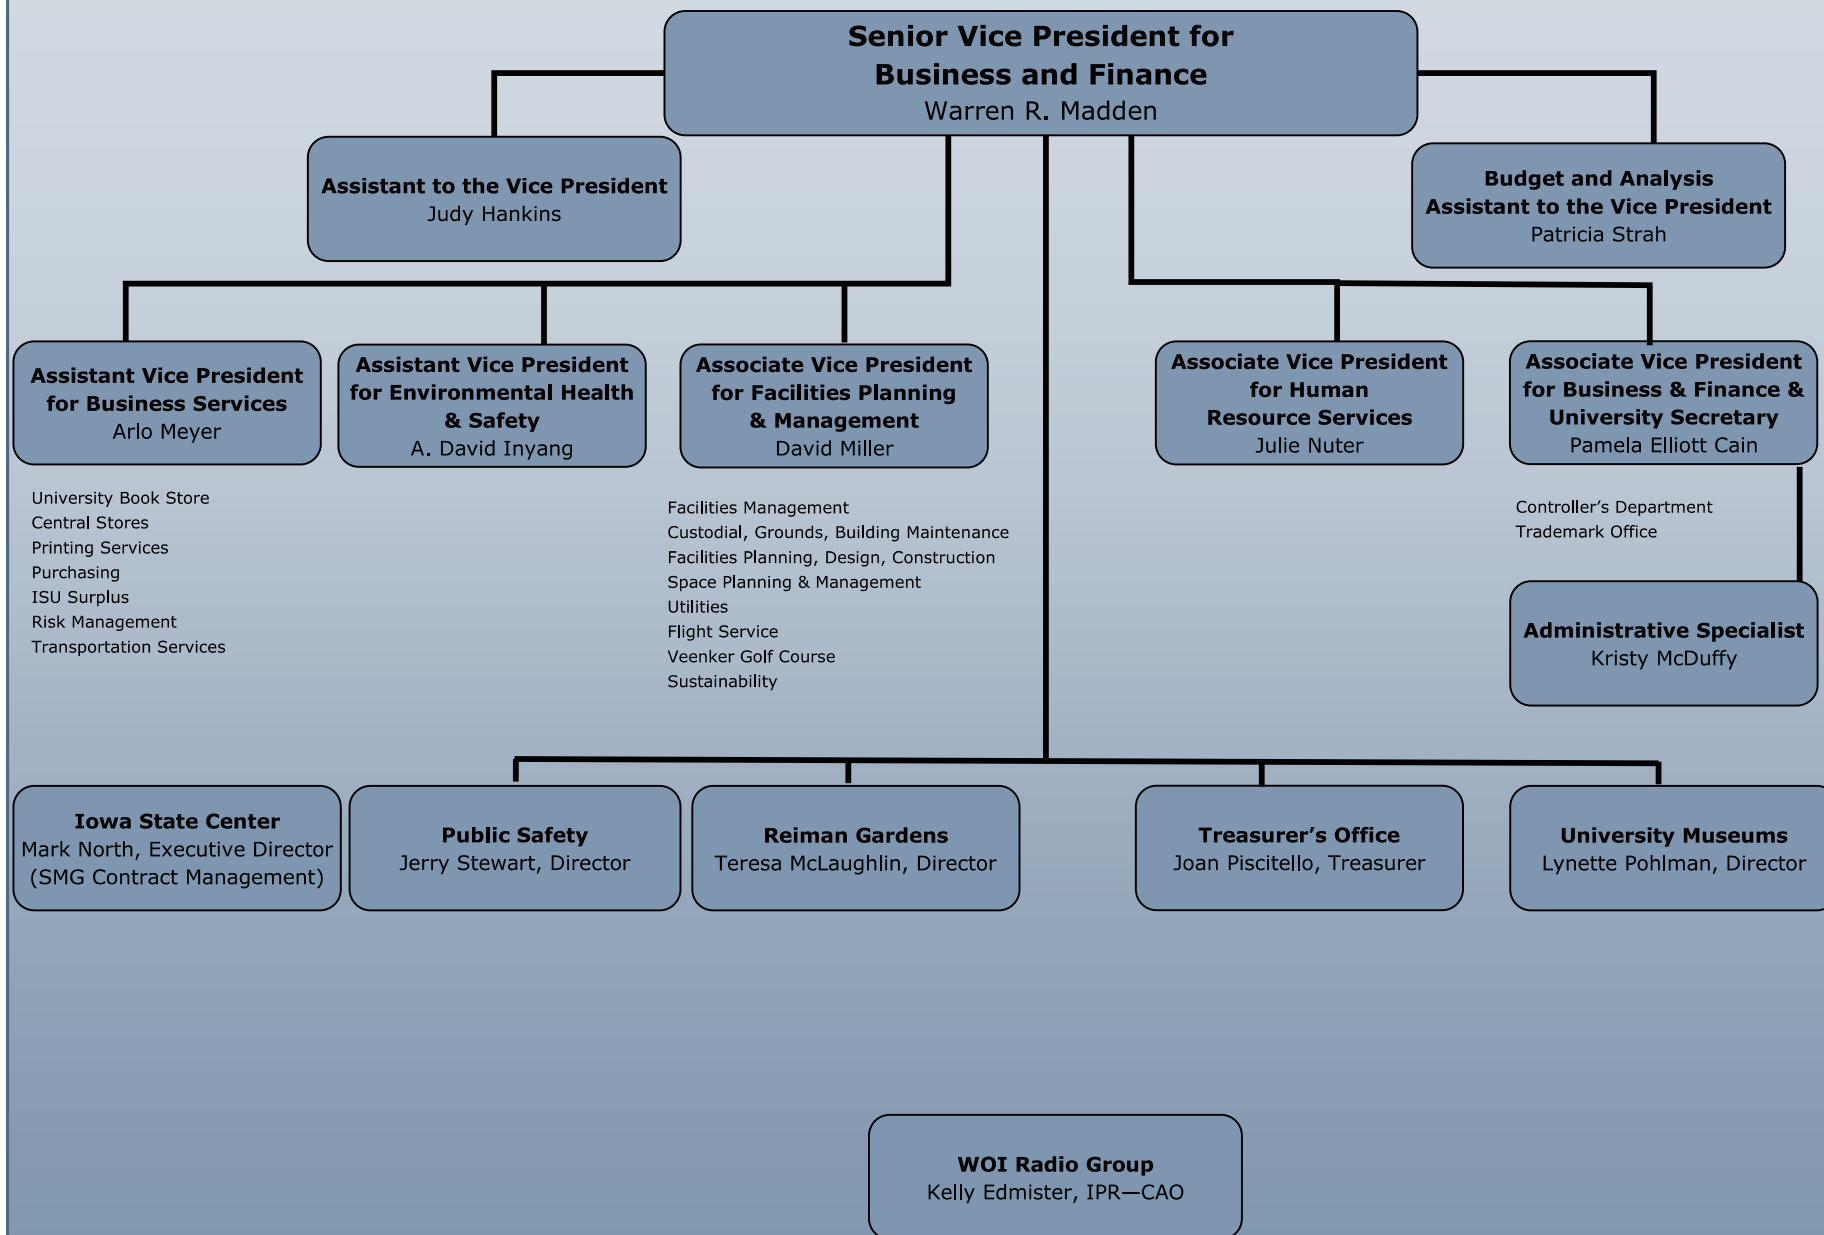 Senior Vice President for
Business and Finance
Warren R. Madden
Assistant to the Vice President
Judy Hankins
Budget and Analysis
Assistant to the Vice President
Patricia Strah
Assistant Vice President
for Business Services
Arlo Meyer
Assistant Vice President
for Environmental Health
& Safety
A. David Inyang
Associate Vice President
for Facilities Planning
& Management
David Miller
Associate Vice President
for Human
Resource Services
Julie Nuter
Associate Vice President
for Business & Finance &
University Secretary
Pamela Elliott Cain
University Book Store
Central Stores
Printing Services
Purchasing
ISU Surplus
Risk Management
Transportation Services
Facilities Management
Custodial, Grounds, Building Maintenance
Facilities Planning, Design, Construction
Space Planning & Management
Utilities
Flight Service
Veenker Golf Course
Sustainability
Controller’s Department
Trademark Office
Administrative Specialist
Kristy McDuffy
Iowa State Center
Mark North, Executive Director
(SMG Contract Management)
Public Safety
Jerry Stewart, Director
Reiman Gardens
Teresa McLaughlin, Director
Treasurer’s Office
Joan Piscitello, Treasurer
University Museums
Lynette Pohlman, Director
WOI Radio Group
Kelly Edmister, IPR—CAO